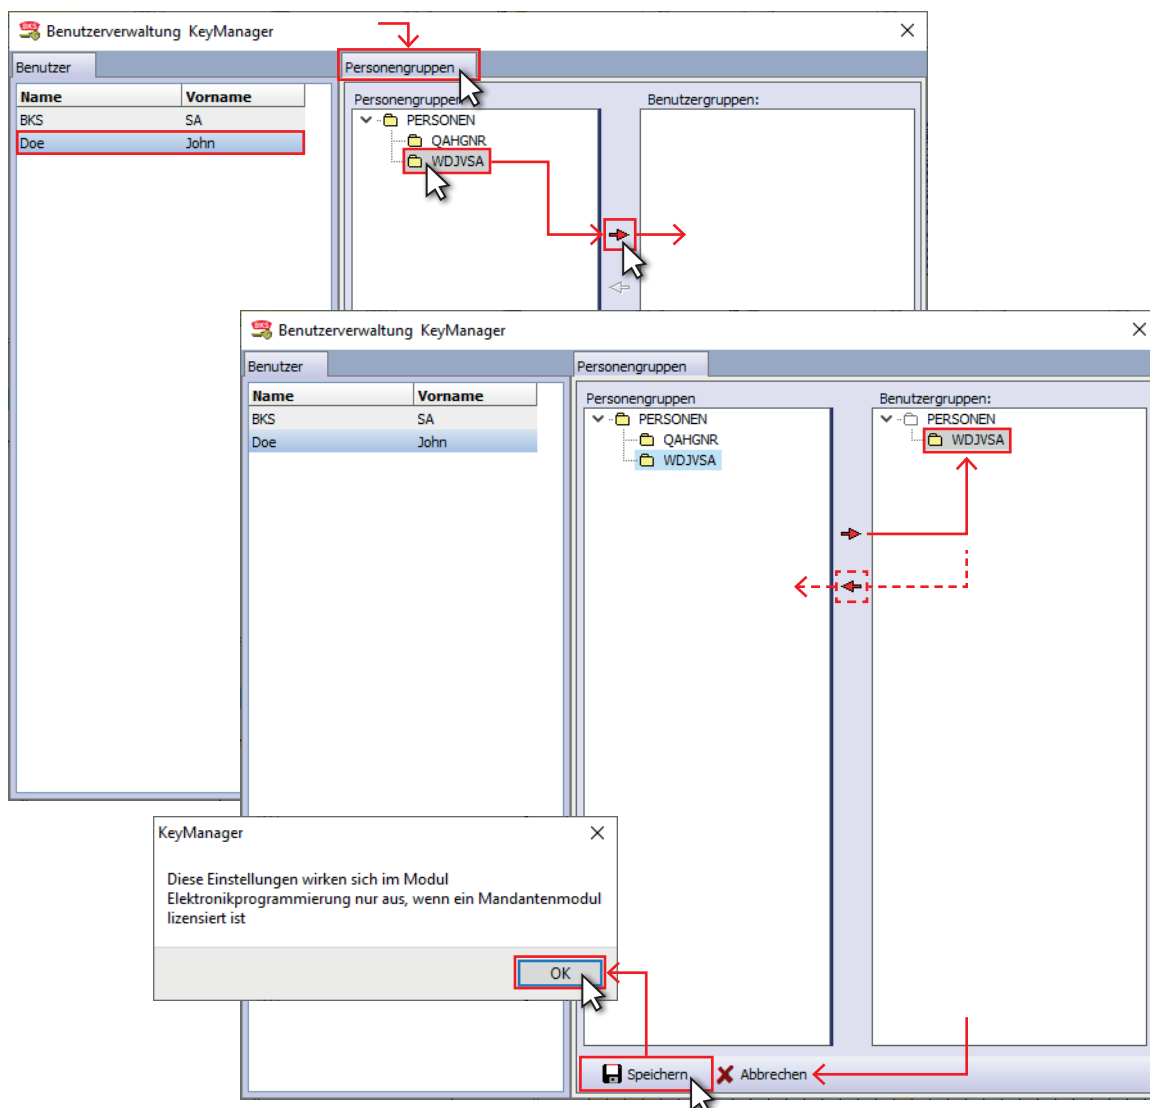 Benutzerverwaltung KeyManager
Benutzer
Personengruppen
Name Vorname
BKS SA
Doe John
Personengruppen
Benutzergruppen:
PERSONEN
QAHGNR
WDJVSA
BKS Benutzerverwaltung KeyManager
Benutzer
Personengruppen
Name Vorname
BKS SA
Doe John
Personengruppen
PERSONEN
QAHGNR
WDJVSA
Benutzergruppen:
PERSONEN
WDJVSA
KeyManager
Diese Einstellungen wirken sich im Modul
Elektronikprogrammierung nur aus, wenn ein Mandantenmodul
lizensiert ist
OK
Speichern
Abbrechen